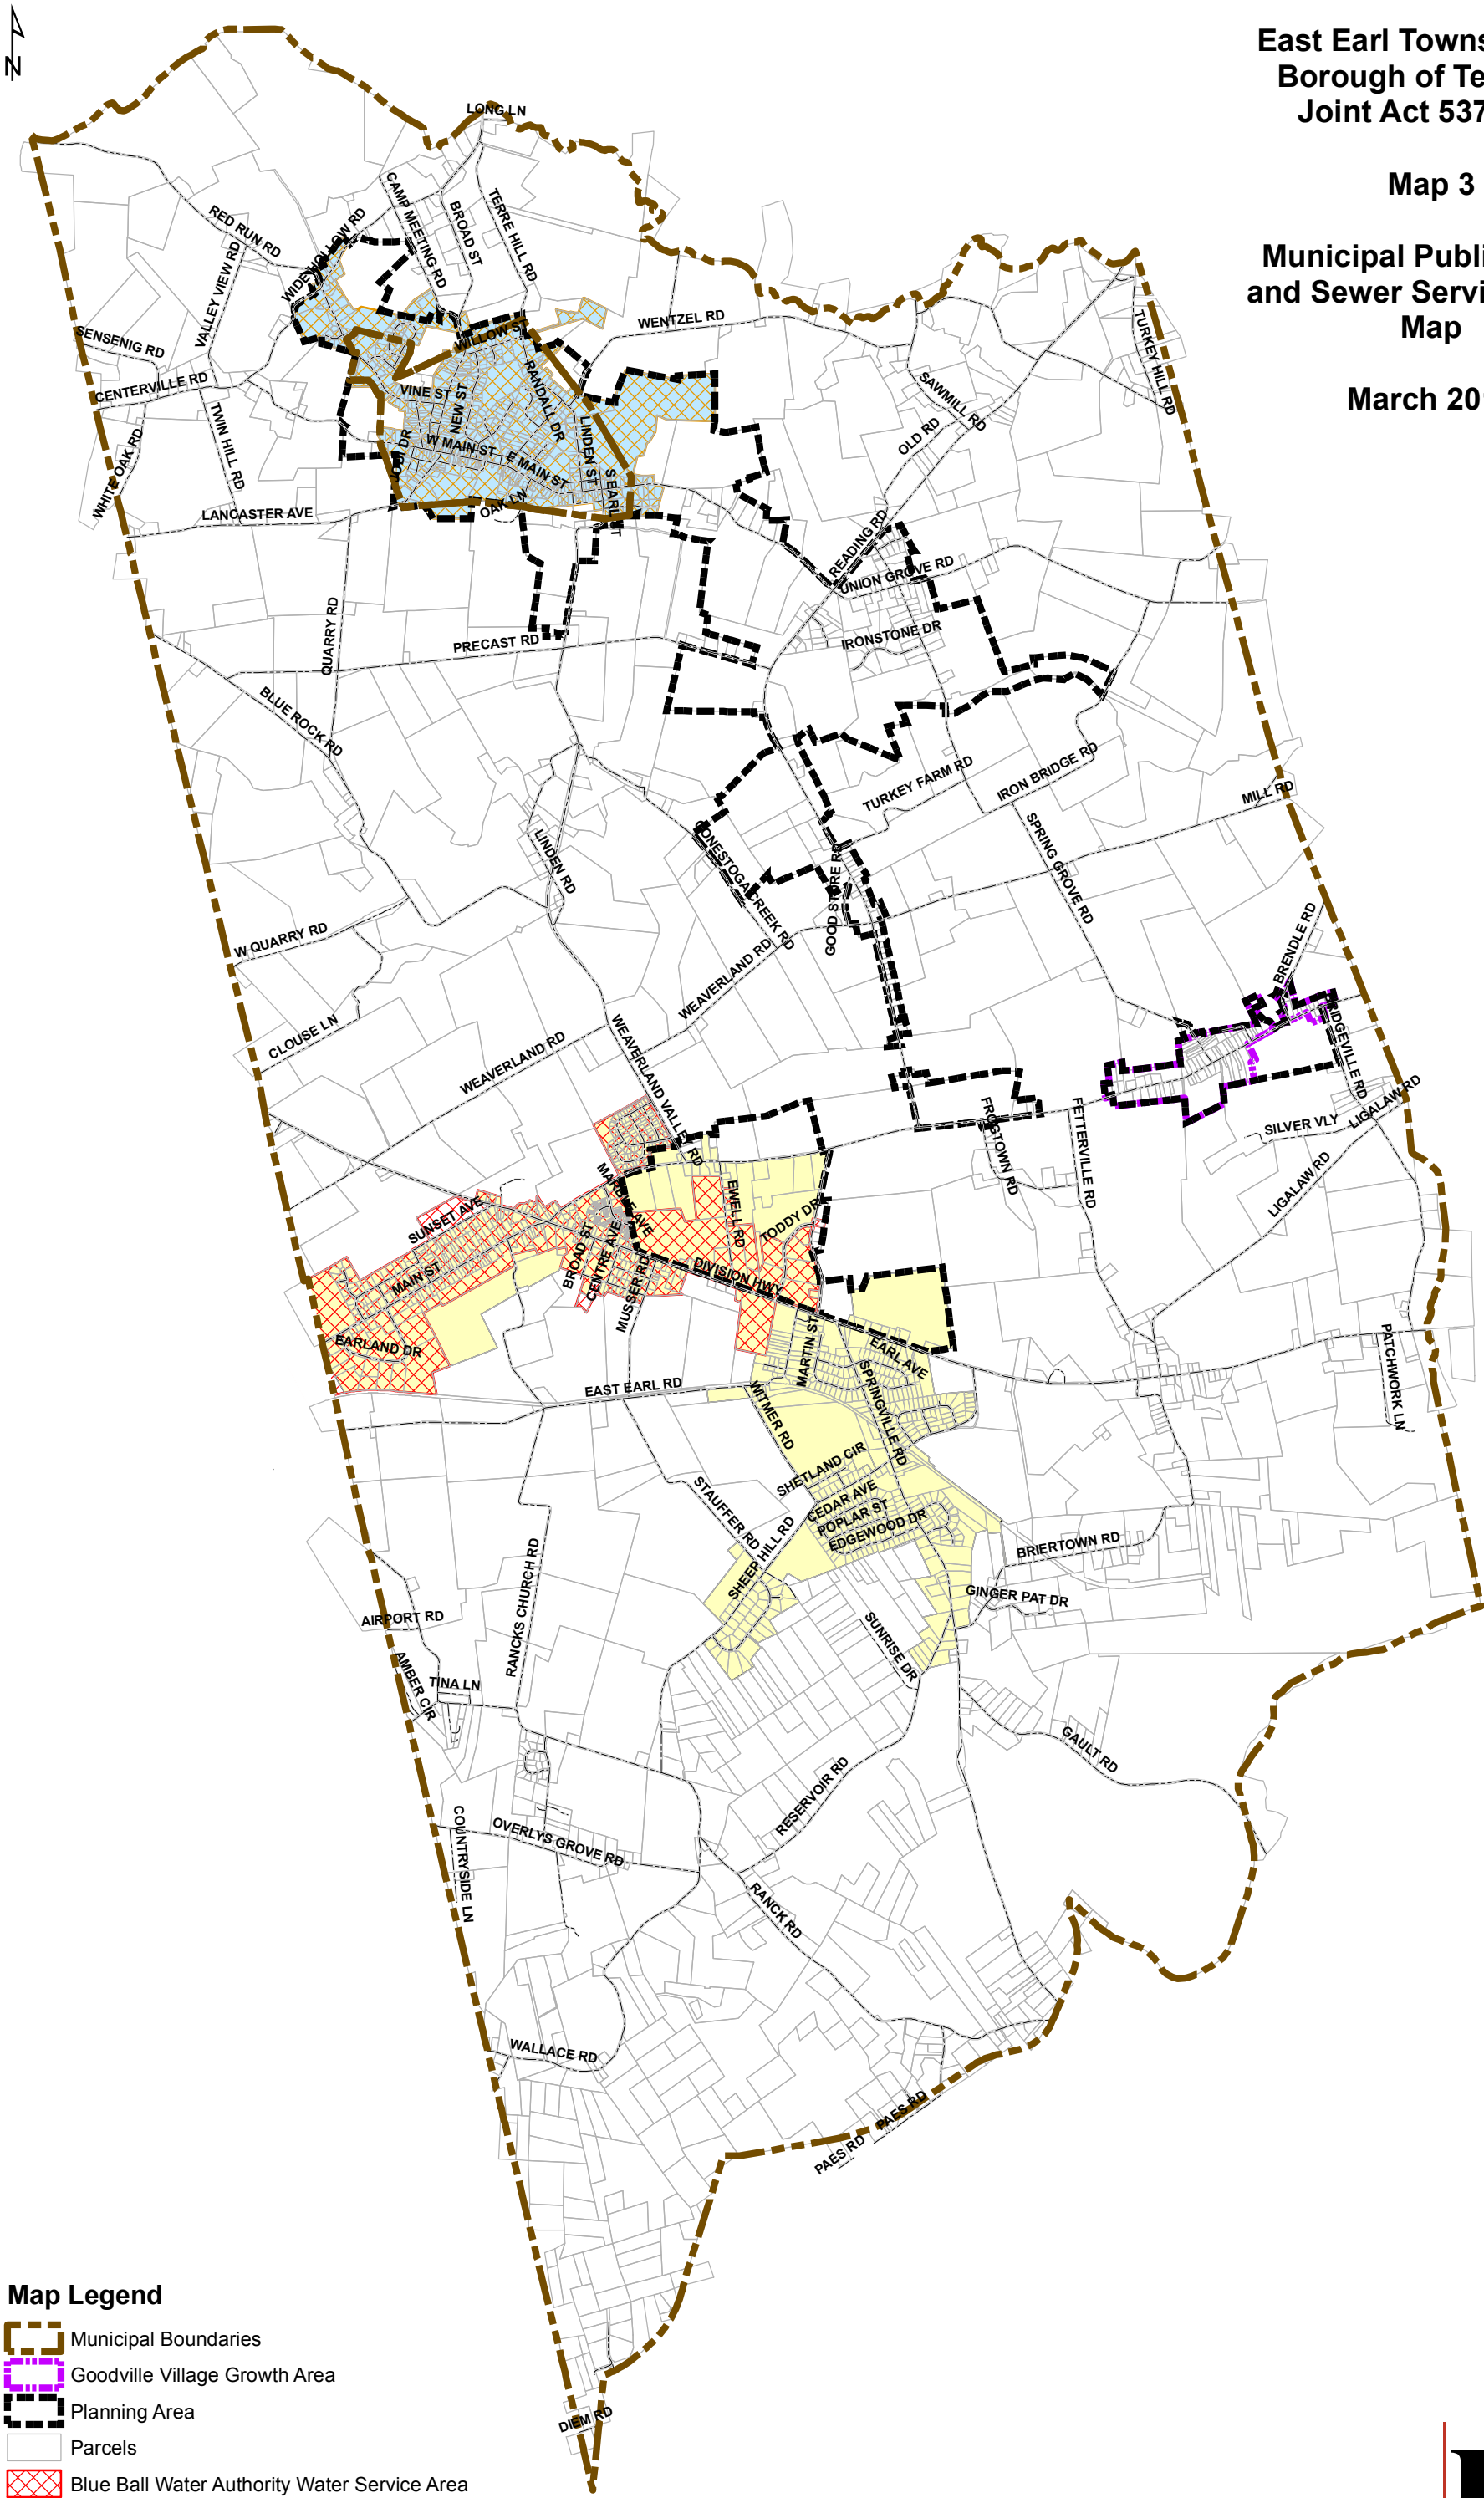 N
East Earl Towns
Borough of Te
Joint Act 537
Map 3
Municipal Publi
and Sewer Servi
Map
March 20
LONG LN
CAMP MEETING RD
BROAD ST
TERRE HILL RD
RED RUN RD
WIDE HOLLOW RD
VALLEY VIEW RD
SENSENIG RD
CENTERVILLE RD
TWIN HILL RD
WHITE OAK RD
LANCASTER AVE
WENTZEL RD
WILLOW ST
VINE ST
NEW ST
RANDALL DR
LINDEN ST
W MAIN ST
E MAIN ST
JODI DR
OAK LN
S EARL ST
TURKEY HILL RD
SAWMILL RD
OLD RD
READING RD
UNION GROVE RD
IRONSTONE DR
QUARRY RD
PRECAST RD
BLUE ROCK RD
TURKEY FARM RD
IRON BRIDGE RD
MILL RD
SPRING GROVE RD
CONESTOGA CREEK RD
GOOD STORE RD
LINDEN RD
W QUARRY RD
WEAVERLAND RD
BRENDLE RD
CLOUSE LN
WEAVERLAND RD
WEAVERLAND VALLEY RD
RIDGEVILLE RD
FROGTOWN RD
FETTERVILLE RD
SILVER VLY
LIGALAW RD
LIGALAW RD
MARBLE AVE
EWELL RD
TODDY DR
SUNSET AVE
MAIN ST
BROAD ST
CENTRE AVE
MUSSER RD
DIVISION HWY
EARLAND DR
MARTIN ST
EARL AVE
PATCHWORK LN
EAST EARL RD
WITMER RD
SPRINGVILLE RD
SHETLAND CIR
CEDAR AVE
POPLAR ST
EDGEWOOD DR
STAUFFER RD
SHEEP HILL RD
BRIERTOWN RD
GINGER PAT DR
SUNRISE DR
RANCKS CHURCH RD
AIRPORT RD
AMBER CIR
TINA LN
GAULT RD
RESERVOIR RD
COUNTRYSIDE LN
OVERLYS GROVE RD
RANCK RD
WALLACE RD
PAES RD
PAES RD
DIEM RD
Map Legend
Municipal Boundaries
Goodville Village Growth Area
Planning Area
Parcels
Blue Ball Water Authority Water Service Area